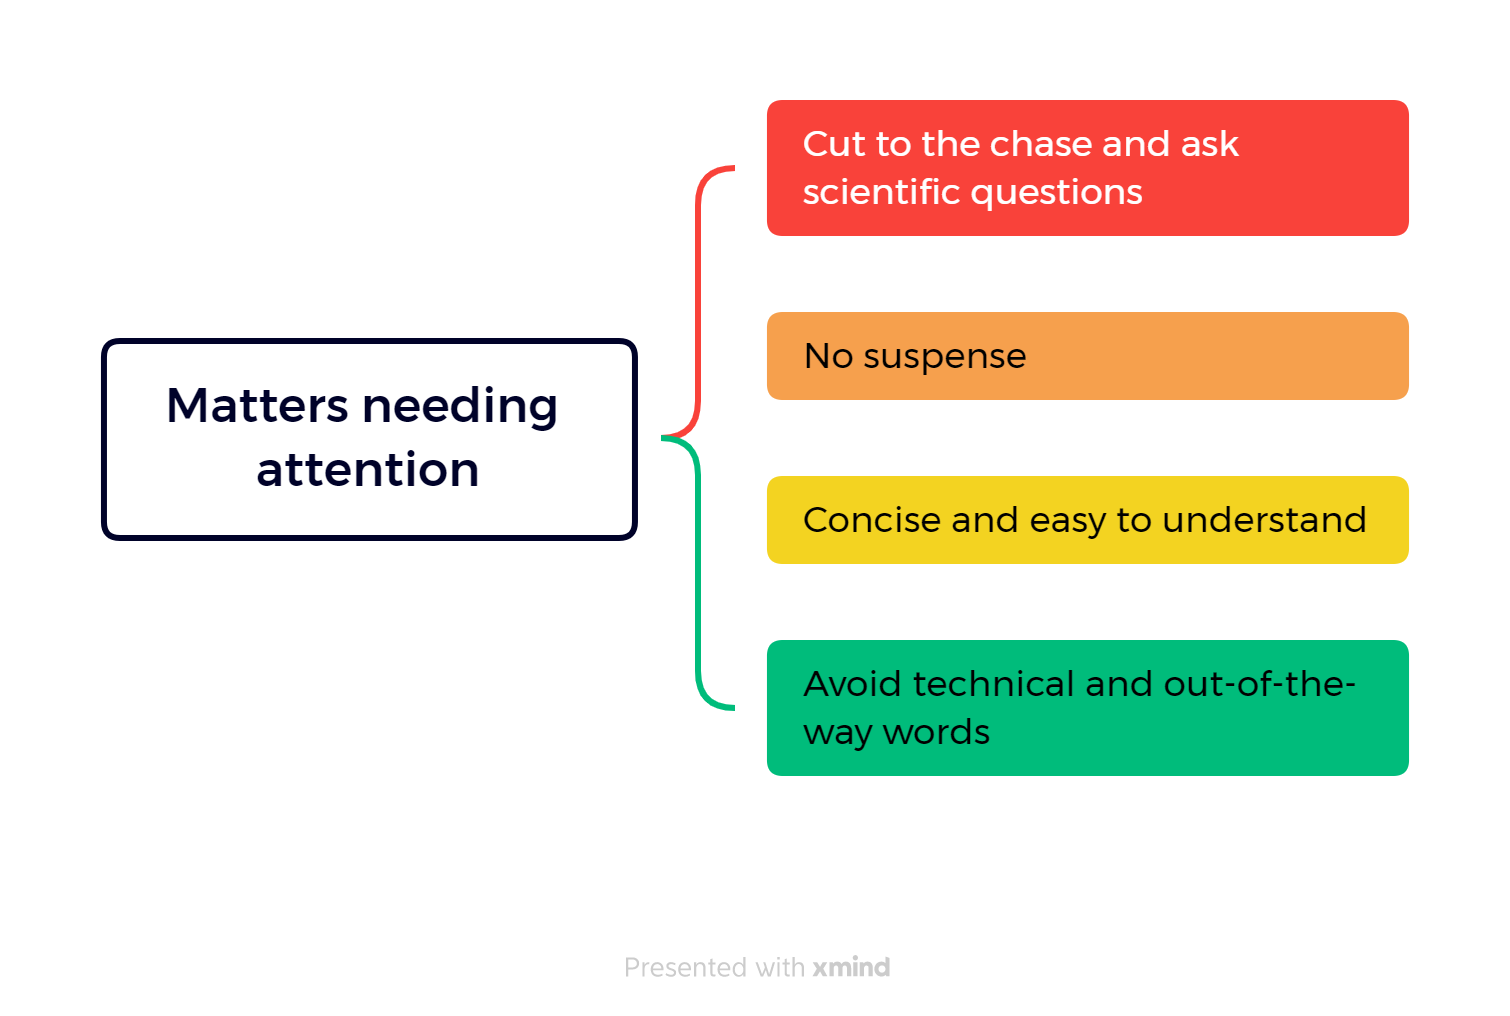 Cut to the chase and ask
scientific questions
No suspense
Matters needing
attention
Concise and easy to understand
Avoid technical and out-of-the-
way words
Presented with xmind